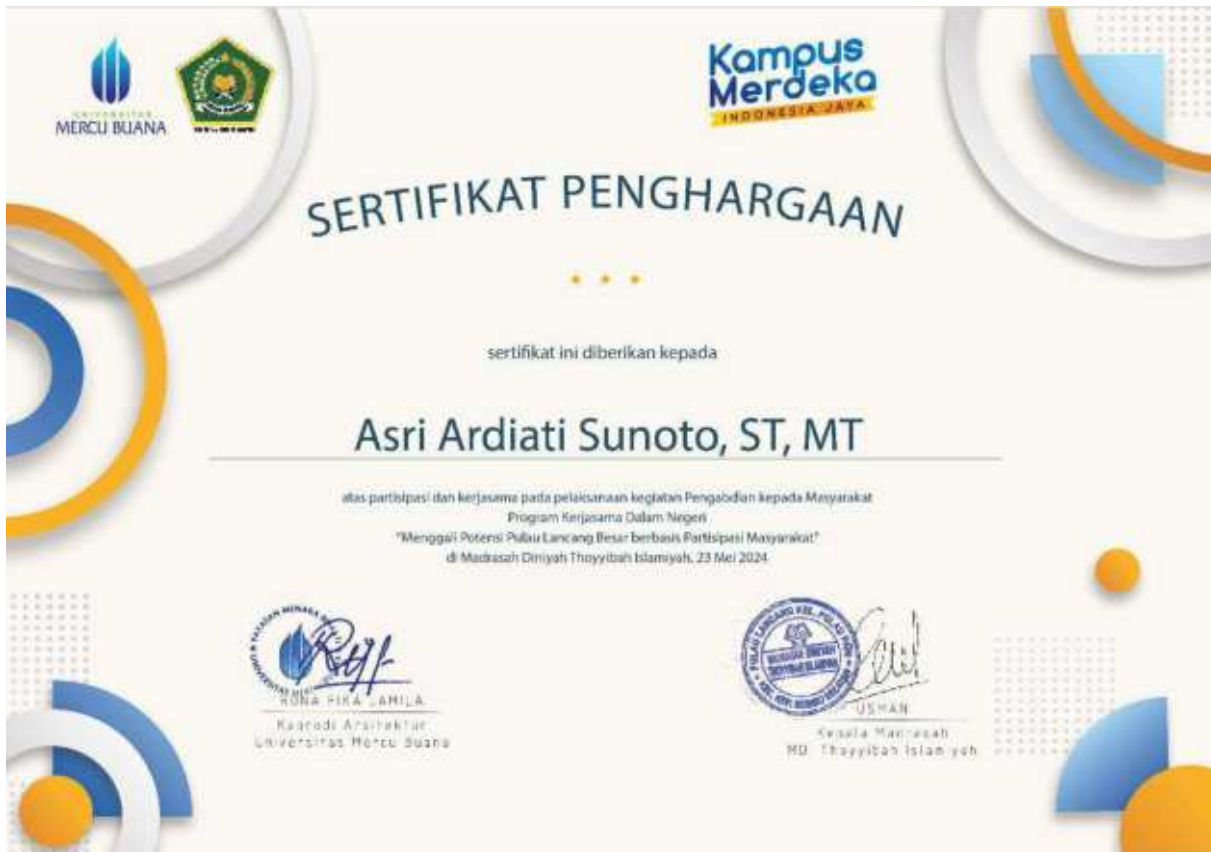 UNIVERSITAS
MERCU BUANA
Kampus
Merdeka
INDONESIA JAYA
SERTIFIKAT PENGHARGAAN
sertifikat ini diberikan kepada
Asri Ardiati Sunoto, ST, MT
atas partisipasi dan kerjasama pada pelaksanaan kegiatan Pengabdian kepada Masyarakat
Program Kerjasama Dalam Negeri
"Menggali Potensi Pulau Lancang Besar berbasis Partisipasi Masyarakat"
di Madrasah Diniyah Thoyyibah Islamiyah, 23 Mei 2024
RONA FIKA JAMILA
Kaprodi Arsitektur
Universitas Mercu Buana
USMAN
Kepala Madrasah
MD. Thayyibah Islamiyah